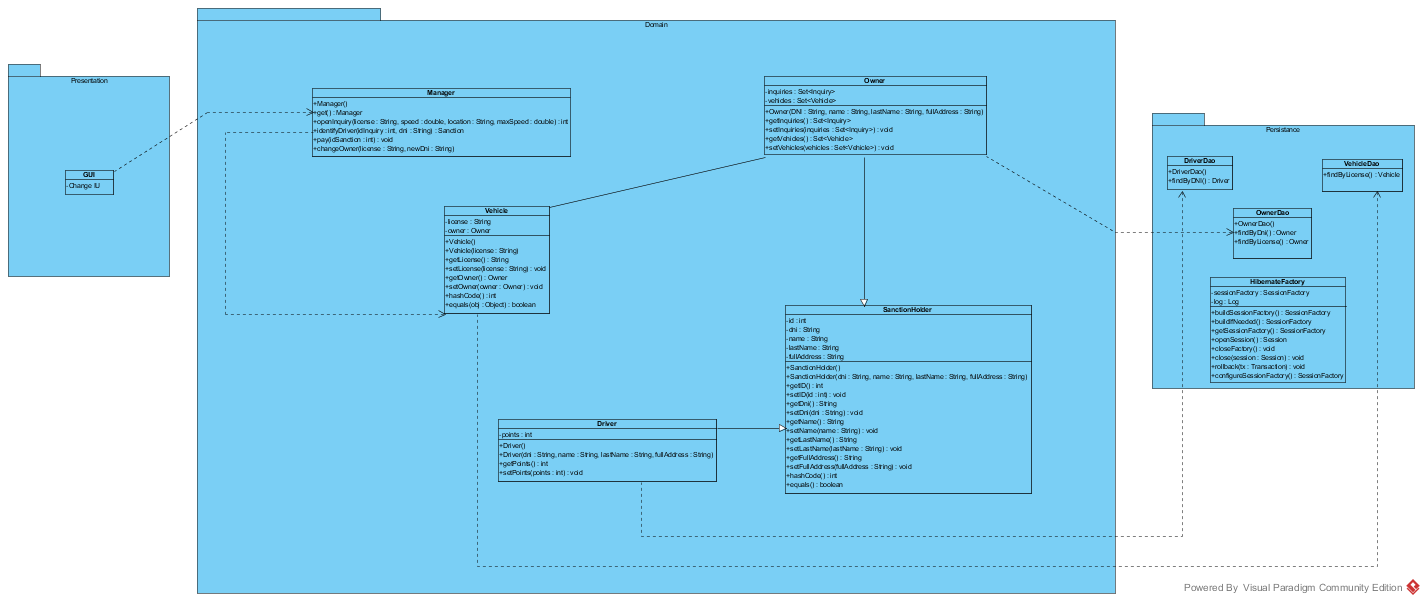 Presentation
GUI
-Change IU
Domain
Manager
+Manager()
+get() : Manager
+openInquiry(license : String, speed : double, location : String, maxSpeed : double) : int
+identifyDriver(idInquiry : int, dni : String) : Sanction
+pay(idSanction : int) : void
+changeOwner(license : String, newDni : String)
Owner
-inquiries : Set<Inquiry>
-vehicles : Set<Vehicle>
+Owner(DNI : String, name : String, lastName : String, fullAddress : String)
+getInquiries() : Set<Inquiry>
+setInquiries(inquiries : Set<Inquiry>) : void
+getVehicles() : Set<Vehicle>
+setVehicles(vehicles : Set<Vehicle>) : void
Vehicle
-license : String
-owner : Owner
+Vehicle()
+Vehicle(license : String)
+getLicense() : String
+setLicense(license : String) : void
+getOwner() : Owner
+setOwner(owner : Owner) : void
+hashCode() : int
+equals(obj : Object) : boolean
SanctionHolder
-id : int
-dni : String
-name : String
-lastName : String
-fullAddress : String
+SanctionHolder()
+SanctionHolder(dni : String, name : String, lastName : String, fullAddress : String)
+getID() : int
+setID(id : int) : void
+getDni() : String
+setDni(dni : String) : void
+getName() : String
+setName(name : String) : void
+getLastName() : String
+setLastName(lastName : String) : void
+getFullAddress() : String
+setFullAddress(fullAddress : String) : void
+hashCode() : int
+equals() : boolean
Driver
-points : int
+Driver()
+Driver(dni : String, name : String, lastName : String, fullAddress : String)
+getPoints() : int
+setPoints(points : int) : void
Persistance
DriverDao
+DriverDao()
+findByDNI() : Driver
VehicleDao
+findByLicense() : Vehicle
OwnerDao
+OwnerDao()
+findByDni() : Owner
+findByLicense() : Owner
HibernateFactory
-sessionFactory : SessionFactory
-log : Log
+buildSessionFactory() : SessionFactory
+buildIfNeeded() : SessionFactory
+getSessionFactory() : SessionFactory
+openSession() : Session
+closeFactory() : void
+close(session : Session) : void
+rollback(tx : Transaction) : void
+configureSessionFactory() : SessionFactory
Powered By Visual Paradigm Community Edition